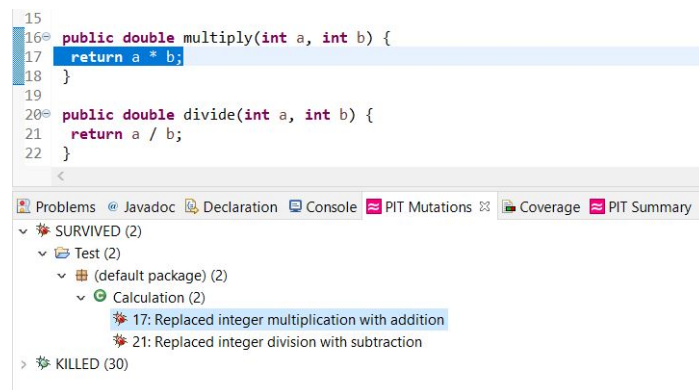 15
16 public double multiply(int a, int b) {
17 return a * b;
18 }
19
20 public double divide(int a, int b) {
21 return a / b;
22 }
Problems @ Javadoc Declaration Console PIT Mutations Coverage PIT Summary
SURVIVED (2)
Test (2)
(default package) (2)
Calculation (2)
17: Replaced integer multiplication with addition
21: Replaced integer division with subtraction
KILLED (30)